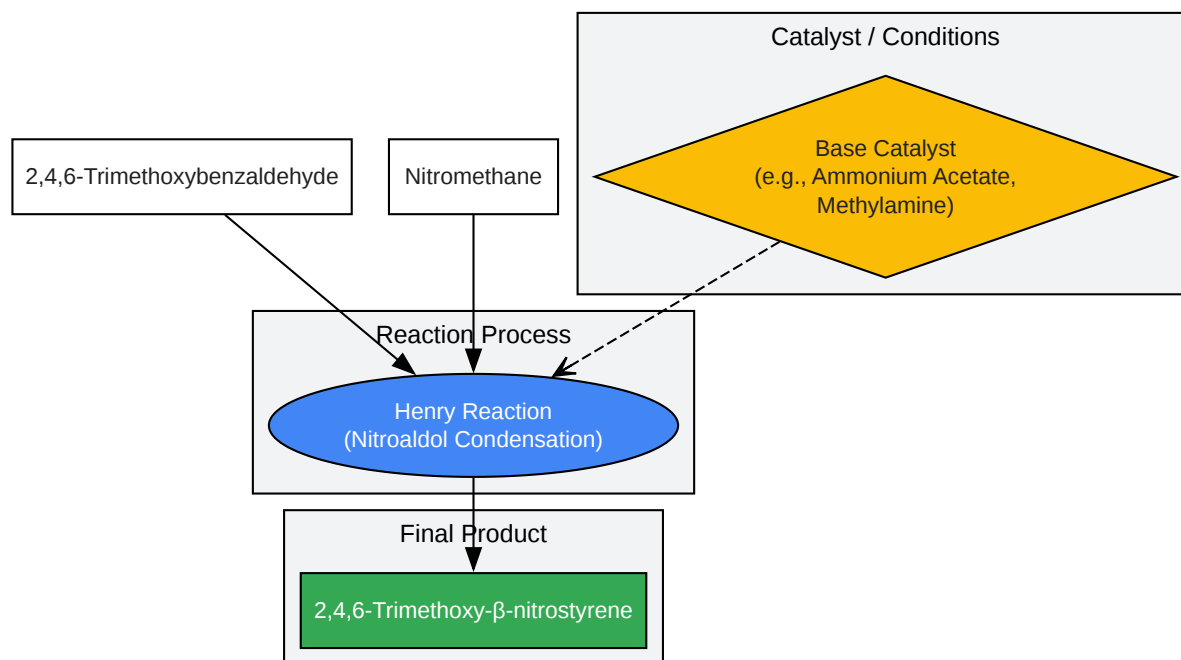 Catalyst / Conditions
Base Catalyst
(e.g., Ammonium Acetate,
Methylamine)
2,4,6-Trimethoxybenzaldehyde
Nitromethane
Reaction Process
Henry Reaction
(Nitroaldol Condensation)
Final Product
2,4,6-Trimethoxy-β-nitrostyrene